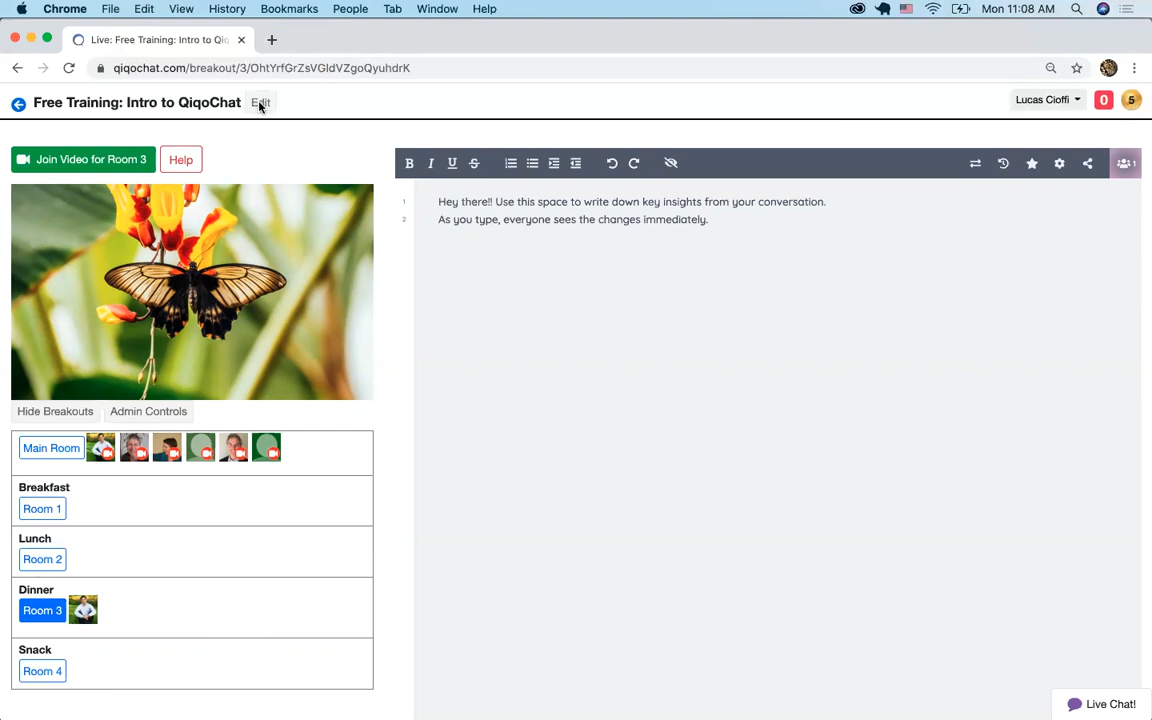 Chrome File Edit View History Bookmarks People Tab Window Help Mon 11:08 AM
Live: Free Training: Intro to Qiq
qiqochat.com/breakout/3/OhtYrfGrZsVGldVZgoQyuhdrK
Free Training: Intro to QiqoChat Edit Lucas Cioffi 0 5
Join Video for Room 3 Help
B I U S 1
1 Hey there!! Use this space to write down key insights from your conversation.
2 As you type, everyone sees the changes immediately.
Hide Breakouts Admin Controls
Main Room
Breakfast
Room 1
Lunch
Room 2
Dinner
Room 3
Snack
Room 4
Live Chat!